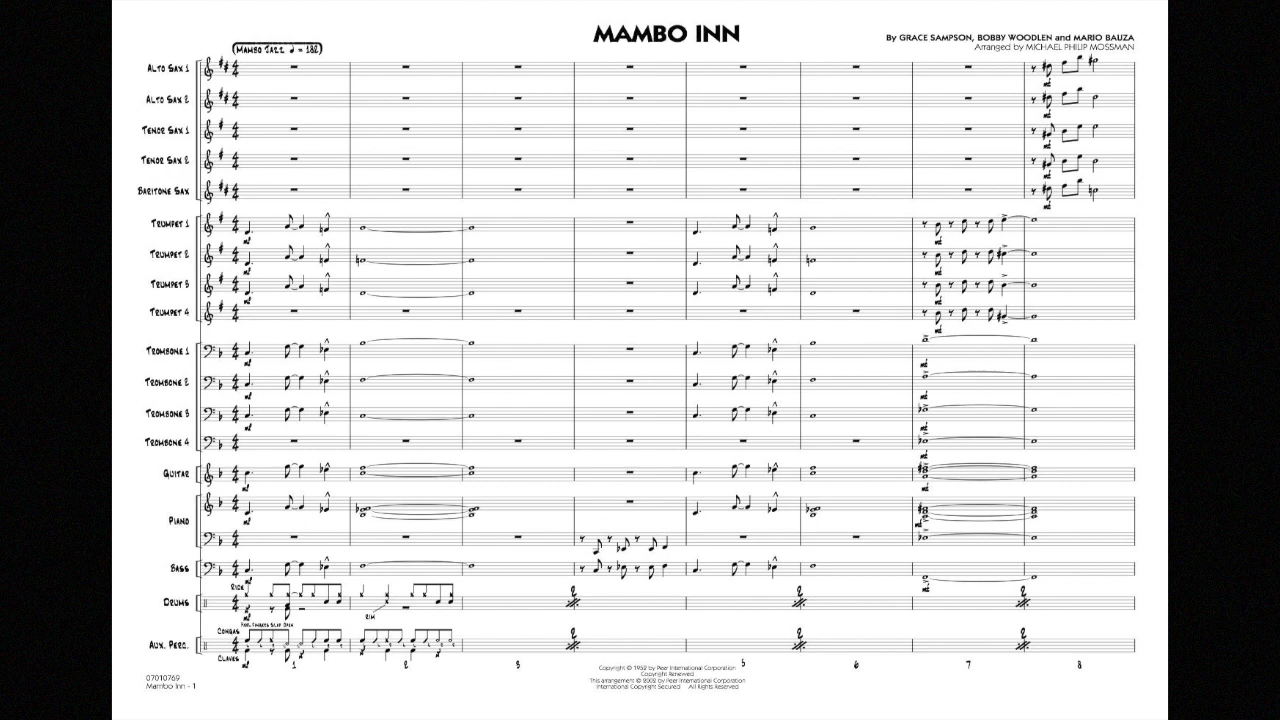 MAMBO INN
By GRACE SAMPSON, BOBBY WOODLEN and MARIO BAUZA
Arranged by MICHAEL PHILIP MOSSMAN
MAMBO JAZZ ♩ = 182
ALTO SAX 1
ALTO SAX 2
TENOR SAX 1
TENOR SAX 2
BARITONE SAX
TRUMPET 1
TRUMPET 2
TRUMPET 3
TRUMPET 4
TROMBONE 1
TROMBONE 2
TROMBONE 3
TROMBONE 4
GUITAR
PIANO
BASS
DRUMS
RIM
CONGAS
AUX. PERC.
CLAVES
1 2 3 5 6 7 8
Copyright © 1952 by Peer International Corporation
Copyright Renewed
This arrangement © 2002 by Peer International Corporation
International Copyright Secured All Rights Reserved
07010769
Mambo Inn - 1